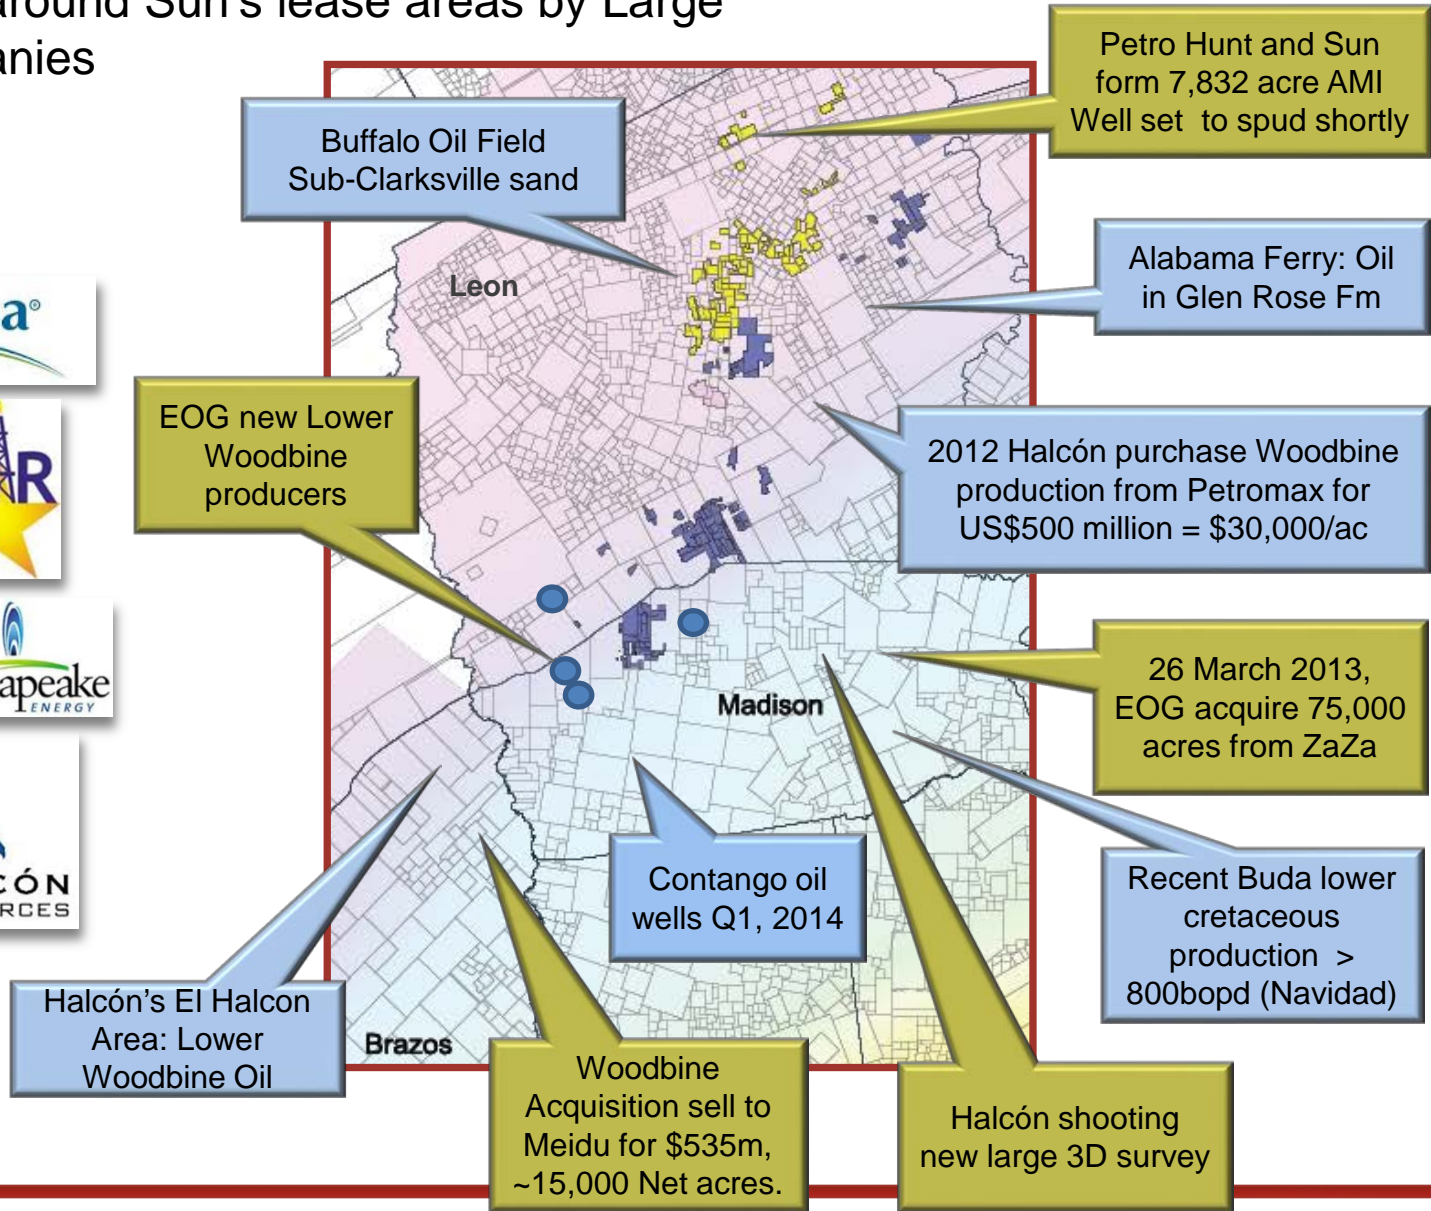 around Sun's lease areas by Large
anies
Petro Hunt and Sun
form 7,832 acre AMI
Well set to spud shortly
Buffalo Oil Field
Sub-Clarksville sand
Leon
Alabama Ferry: Oil
in Glen Rose Fm
a®
EOG new Lower
Woodbine
producers
2012 Halcón purchase Woodbine
production from Petromax for
US$500 million = $30,000/ac
AR
apeake
ENERGY
Madison
26 March 2013,
EOG acquire 75,000
acres from ZaZa
CÓN
RCES
Contango oil
wells Q1, 2014
Recent Buda lower
cretaceous
production >
800bopd (Navidad)
Halcón's El Halcon
Area: Lower
Woodbine Oil
Brazos
Woodbine
Acquisition sell to
Meidu for $535m,
~15,000 Net acres.
Halcón shooting
new large 3D survey